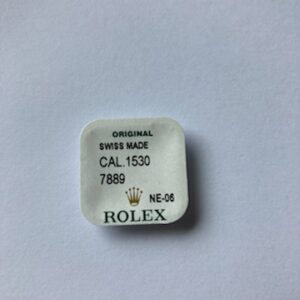 ORIGINAL
SWISS MADE
CAL.1530
7889
NE-06
ROLEX